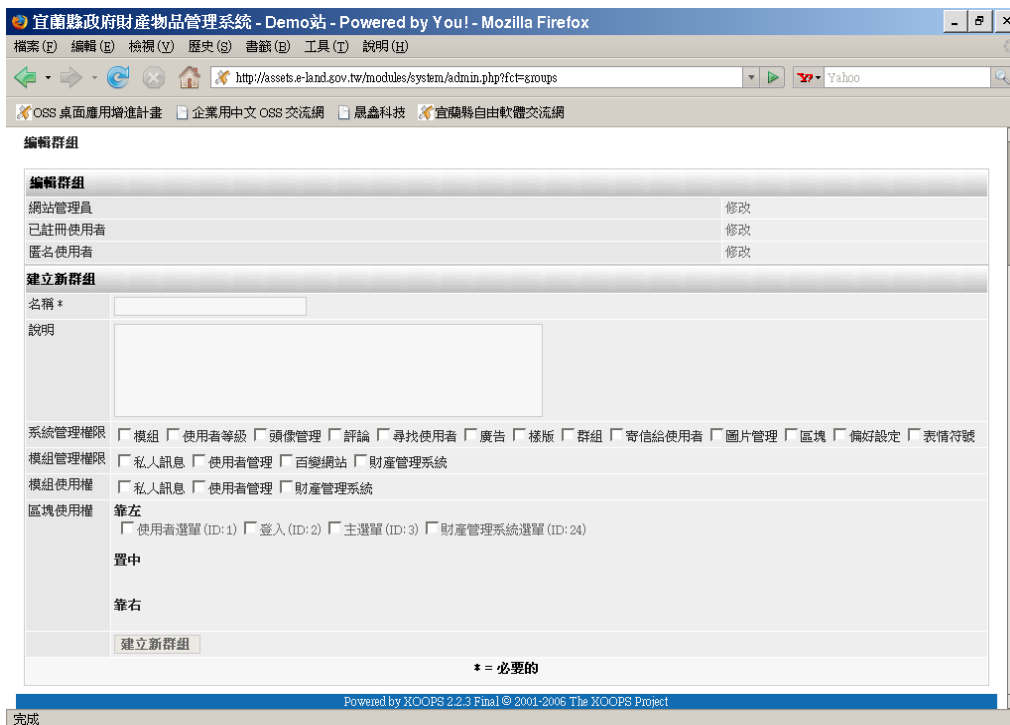 宜蘭縣政府財產物品管理系統 - Demo站 - Powered by You! - Mozilla Firefox
檔案(F) 編輯(E) 檢視(V) 歷史(S) 書籤(B) 工具(T) 說明(H)
http://assets.e-land.gov.tw/modules/system/admin.php?fct=groups Yahoo
OSS 桌面應用增進計畫 企業用中文 OSS 交流網 晟鑫科技 宜蘭縣自由軟體交流網
編輯群組
編輯群組
網站管理員 修改
已註冊使用者 修改
匿名使用者 修改
建立新群組
名稱 *
說明
系統管理權限 模組 使用者等級 頭像管理 評論 尋找使用者 廣告 樣版 群組 寄信給使用者 圖片管理 區塊 偏好設定 表情符號
模組管理權限 私人訊息 使用者管理 百變網站 財產管理系統
模組使用權 私人訊息 使用者管理 財產管理系統
區塊使用權 靠左
使用者選單(ID:1) 登入(ID:2) 主選單(ID:3) 財產管理系統選單(ID:24)
置中
靠右
建立新群組
* = 必要的
Powered by XOOPS 2.2.3 Final © 2001-2006 The XOOPS Project
完成